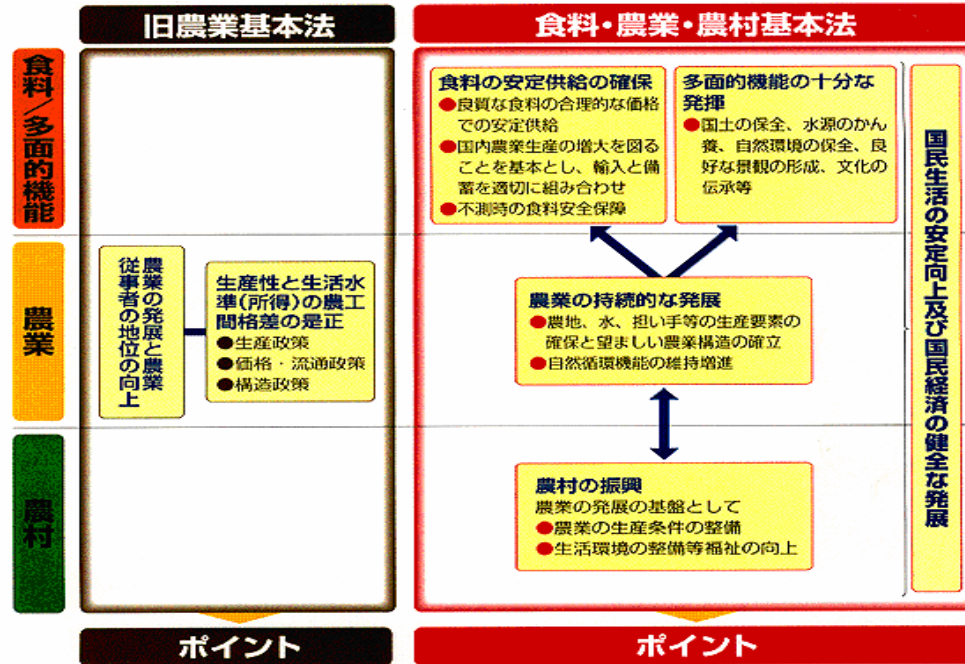 旧農業基本法
食料・農業・農村基本法
食料／多面的機能
食料の安定供給の確保
●良質な食料の合理的な価格
での安定供給
●国内農業生産の増大を図る
ことを基本とし、輸入と備
蓄を適切に組み合わせ
●不測時の食料安全保障
多面的機能の十分な
発揮
●国土の保全、水源のかん
養、自然環境の保全、良
好な景観の形成、文化の
伝承等
国民生活の安定向上及び国民経済の健全な発展
農業
農業の発展と農業
従事者の地位の向上
生産性と生活水
準(所得)の農工
間格差の是正
●生産政策
●価格・流通政策
●構造政策
農業の持続的な発展
●農地、水、担い手等の生産要素の
確保と望ましい農業構造の確立
●自然循環機能の維持増進
農村
農村の振興
農業の発展の基盤として
●農業の生産条件の整備
●生活環境の整備等福祉の向上
ポイント
ポイント